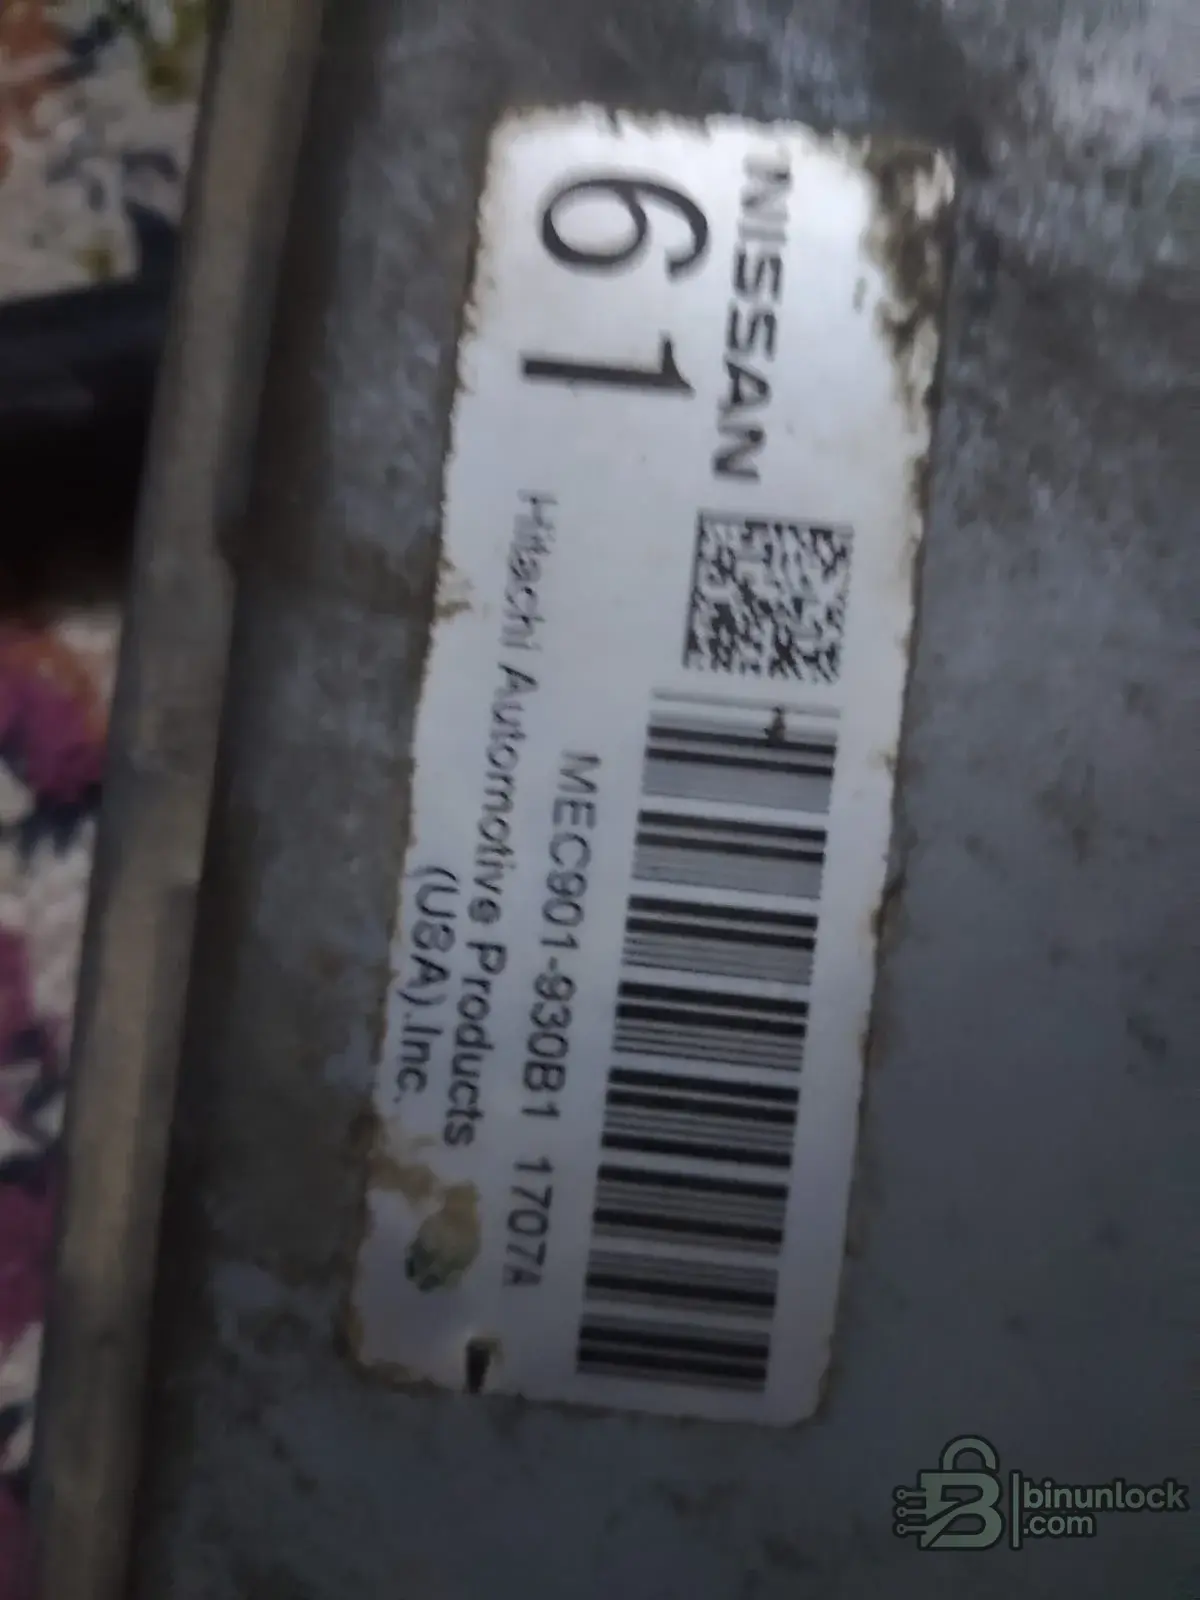 NISSAN
61
MEC901-930B1 1707A
Hitachi Automotive Products
(USA).Inc.
binunlock
.com